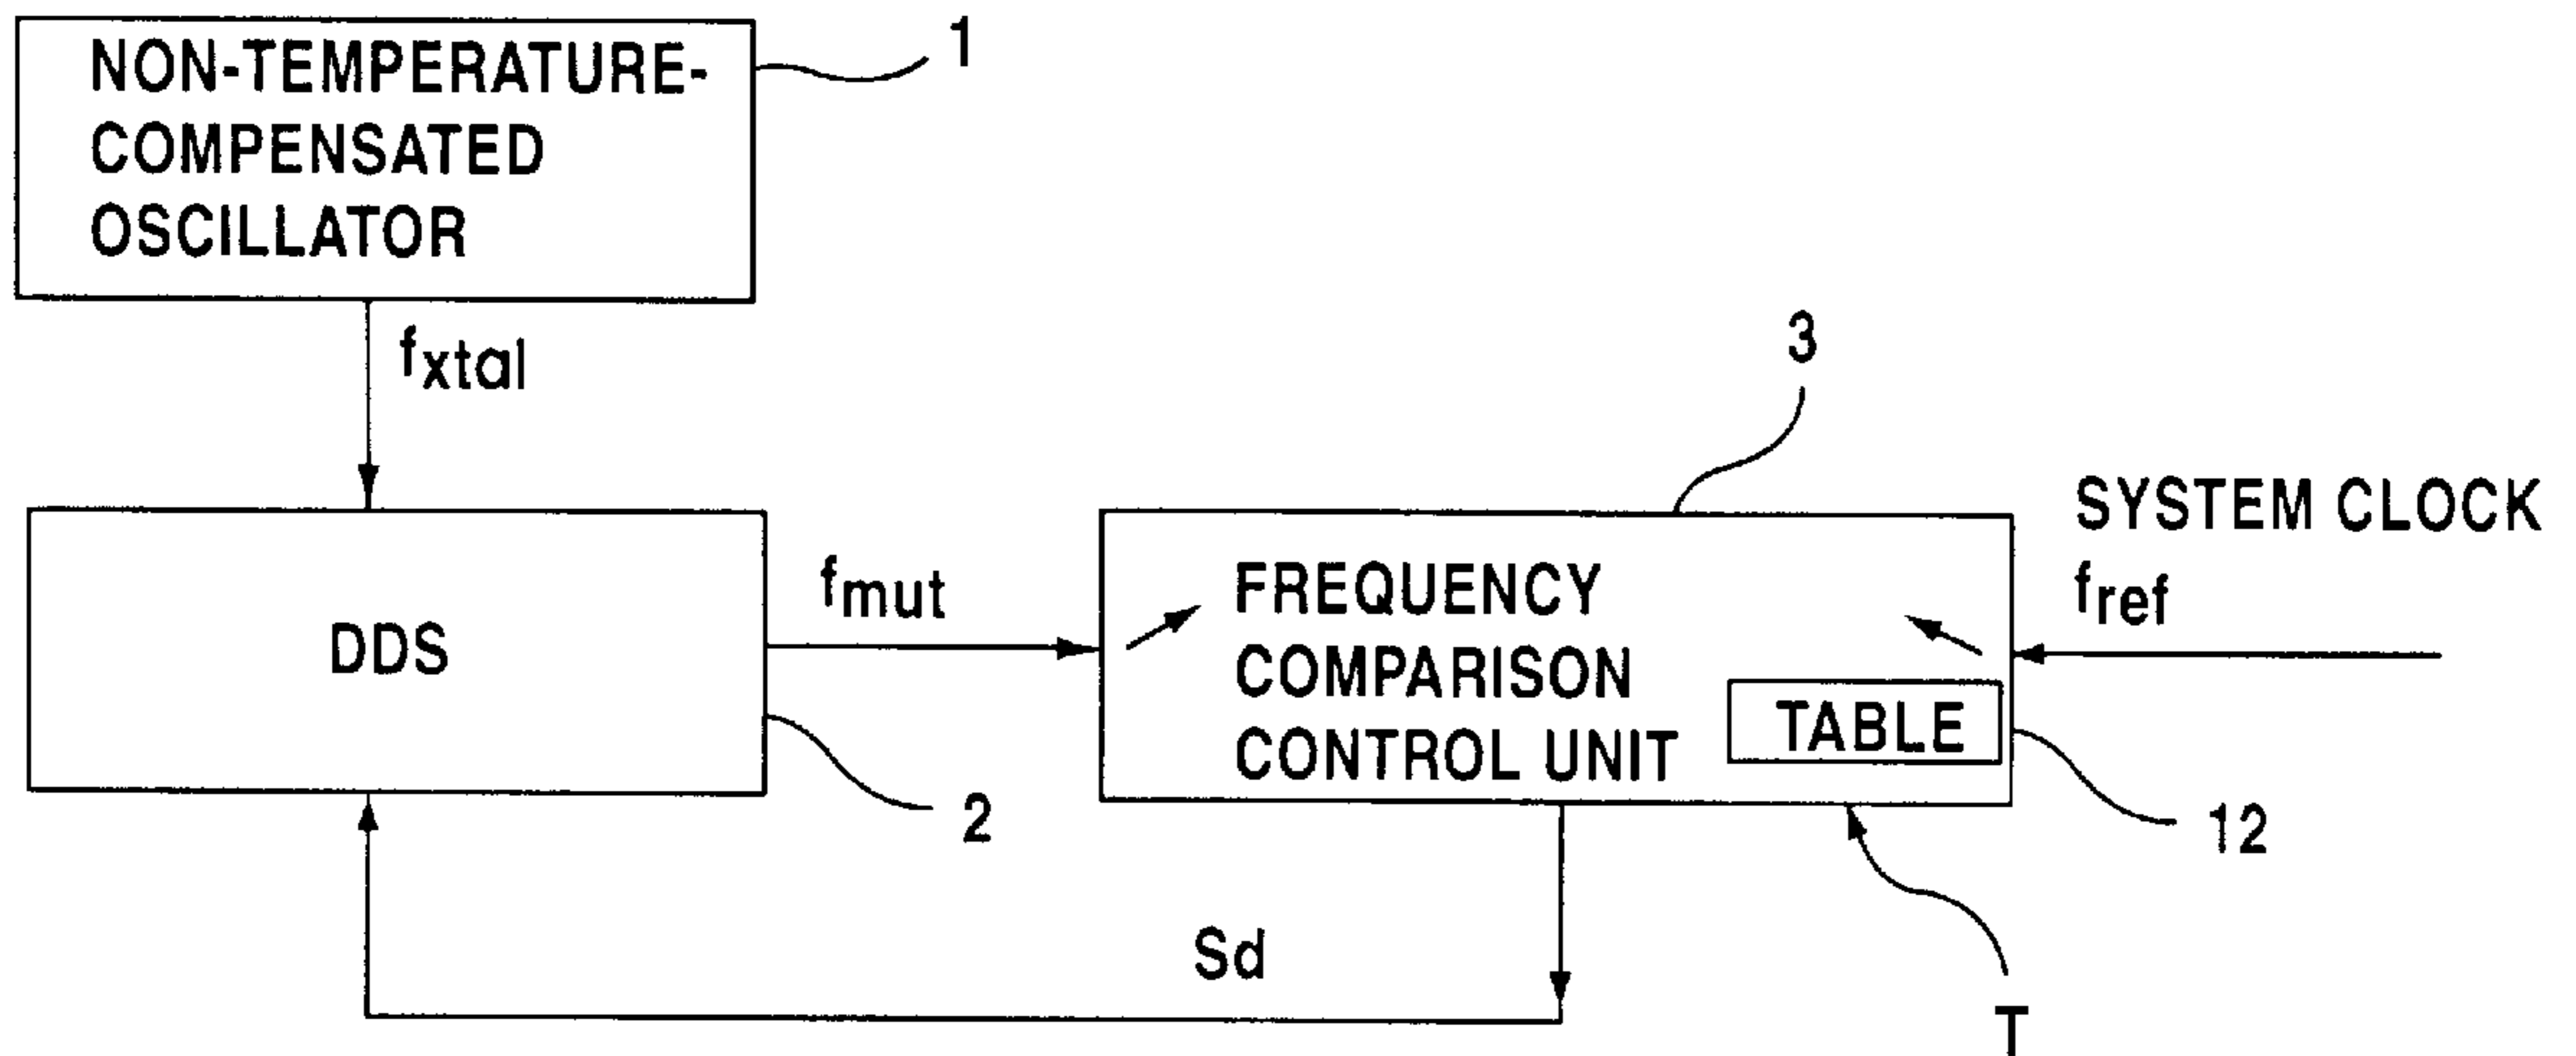 NON-TEMPERATURE-
COMPENSATED
OSCILLATOR
1
fxtal
3
SYSTEM CLOCK
fref
DDS
fmut
FREQUENCY
COMPARISON
CONTROL UNIT
TABLE
2
12
Sd
T